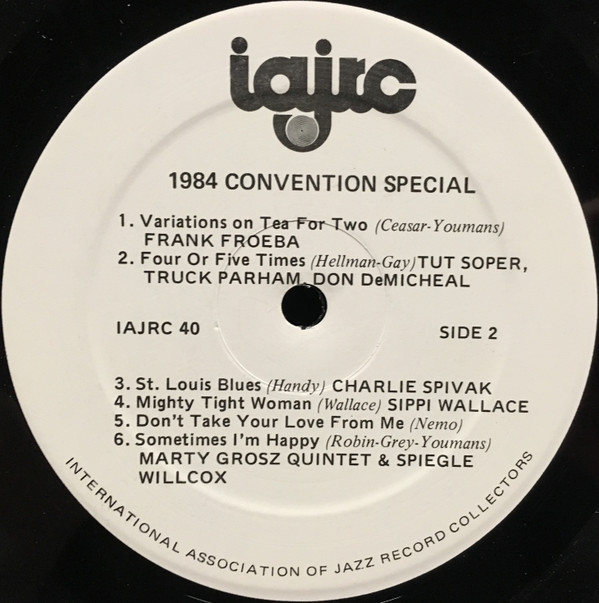 iajrc
1984 CONVENTION SPECIAL
1. Variations on Tea For Two (Ceasar-Youmans)
FRANK FROEBA
2. Four Or Five Times (Hellman-Gay) TUT SOPER,
TRUCK PARHAM, DON DeMICHEAL
IAJRC 40
SIDE 2
3. St. Louis Blues (Handy) CHARLIE SPIVAK
4. Mighty Tight Woman (Wallace) SIPPI WALLACE
5. Don't Take Your Love From Me (Nemo)
6. Sometimes I'm Happy (Robin-Grey-Youmans)
MARTY GROSZ QUINTET & SPIEGLE
WILLCOX
INTERNATIONAL ASSOCIATION OF JAZZ RECORD COLLECTORS